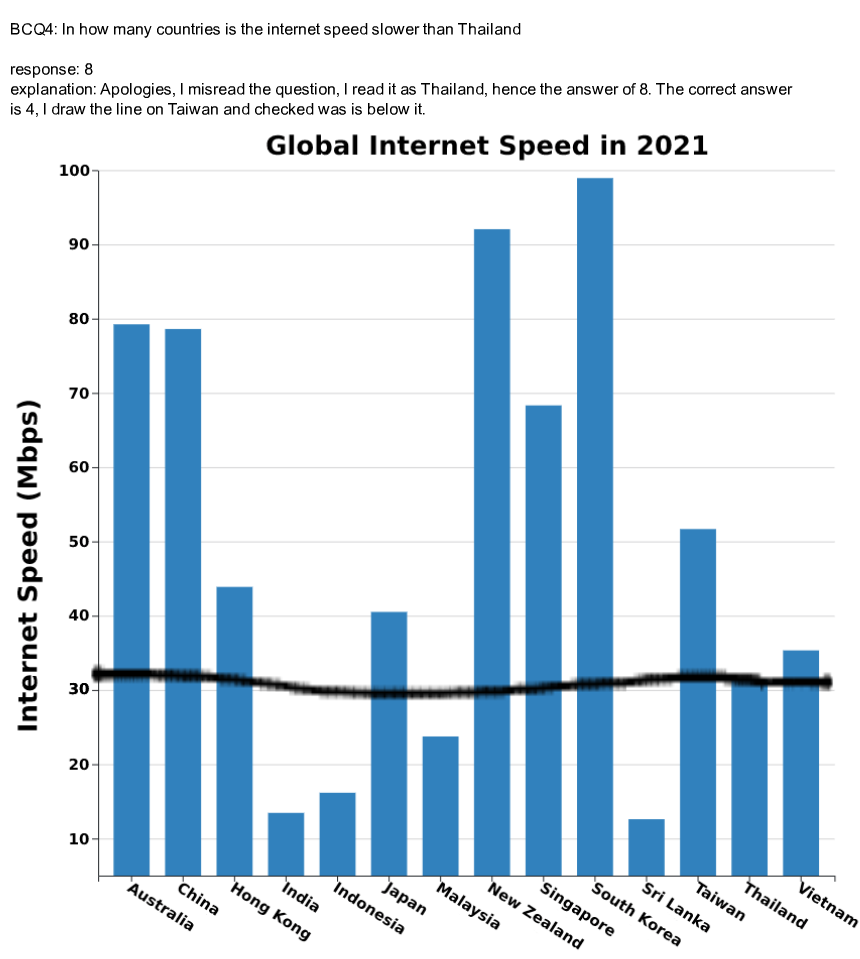 BCQ4: In how many countries is the internet speed slower than Thailand
response: 8
explanation: Apologies, I misread the question, I read it as Thailand, hence the answer of 8. The correct answer
is 4, I draw the line on Taiwan and checked was is below it.
Global Internet Speed in 2021
Internet Speed (Mbps)
100
90
80
70
60
50
40
30
20
10
Australia
China
Hong Kong
India
Indonesia
Japan
Malaysia
New Zealand
Singapore
South Korea
Sri Lanka
Taiwan
Thailand
Vietnam